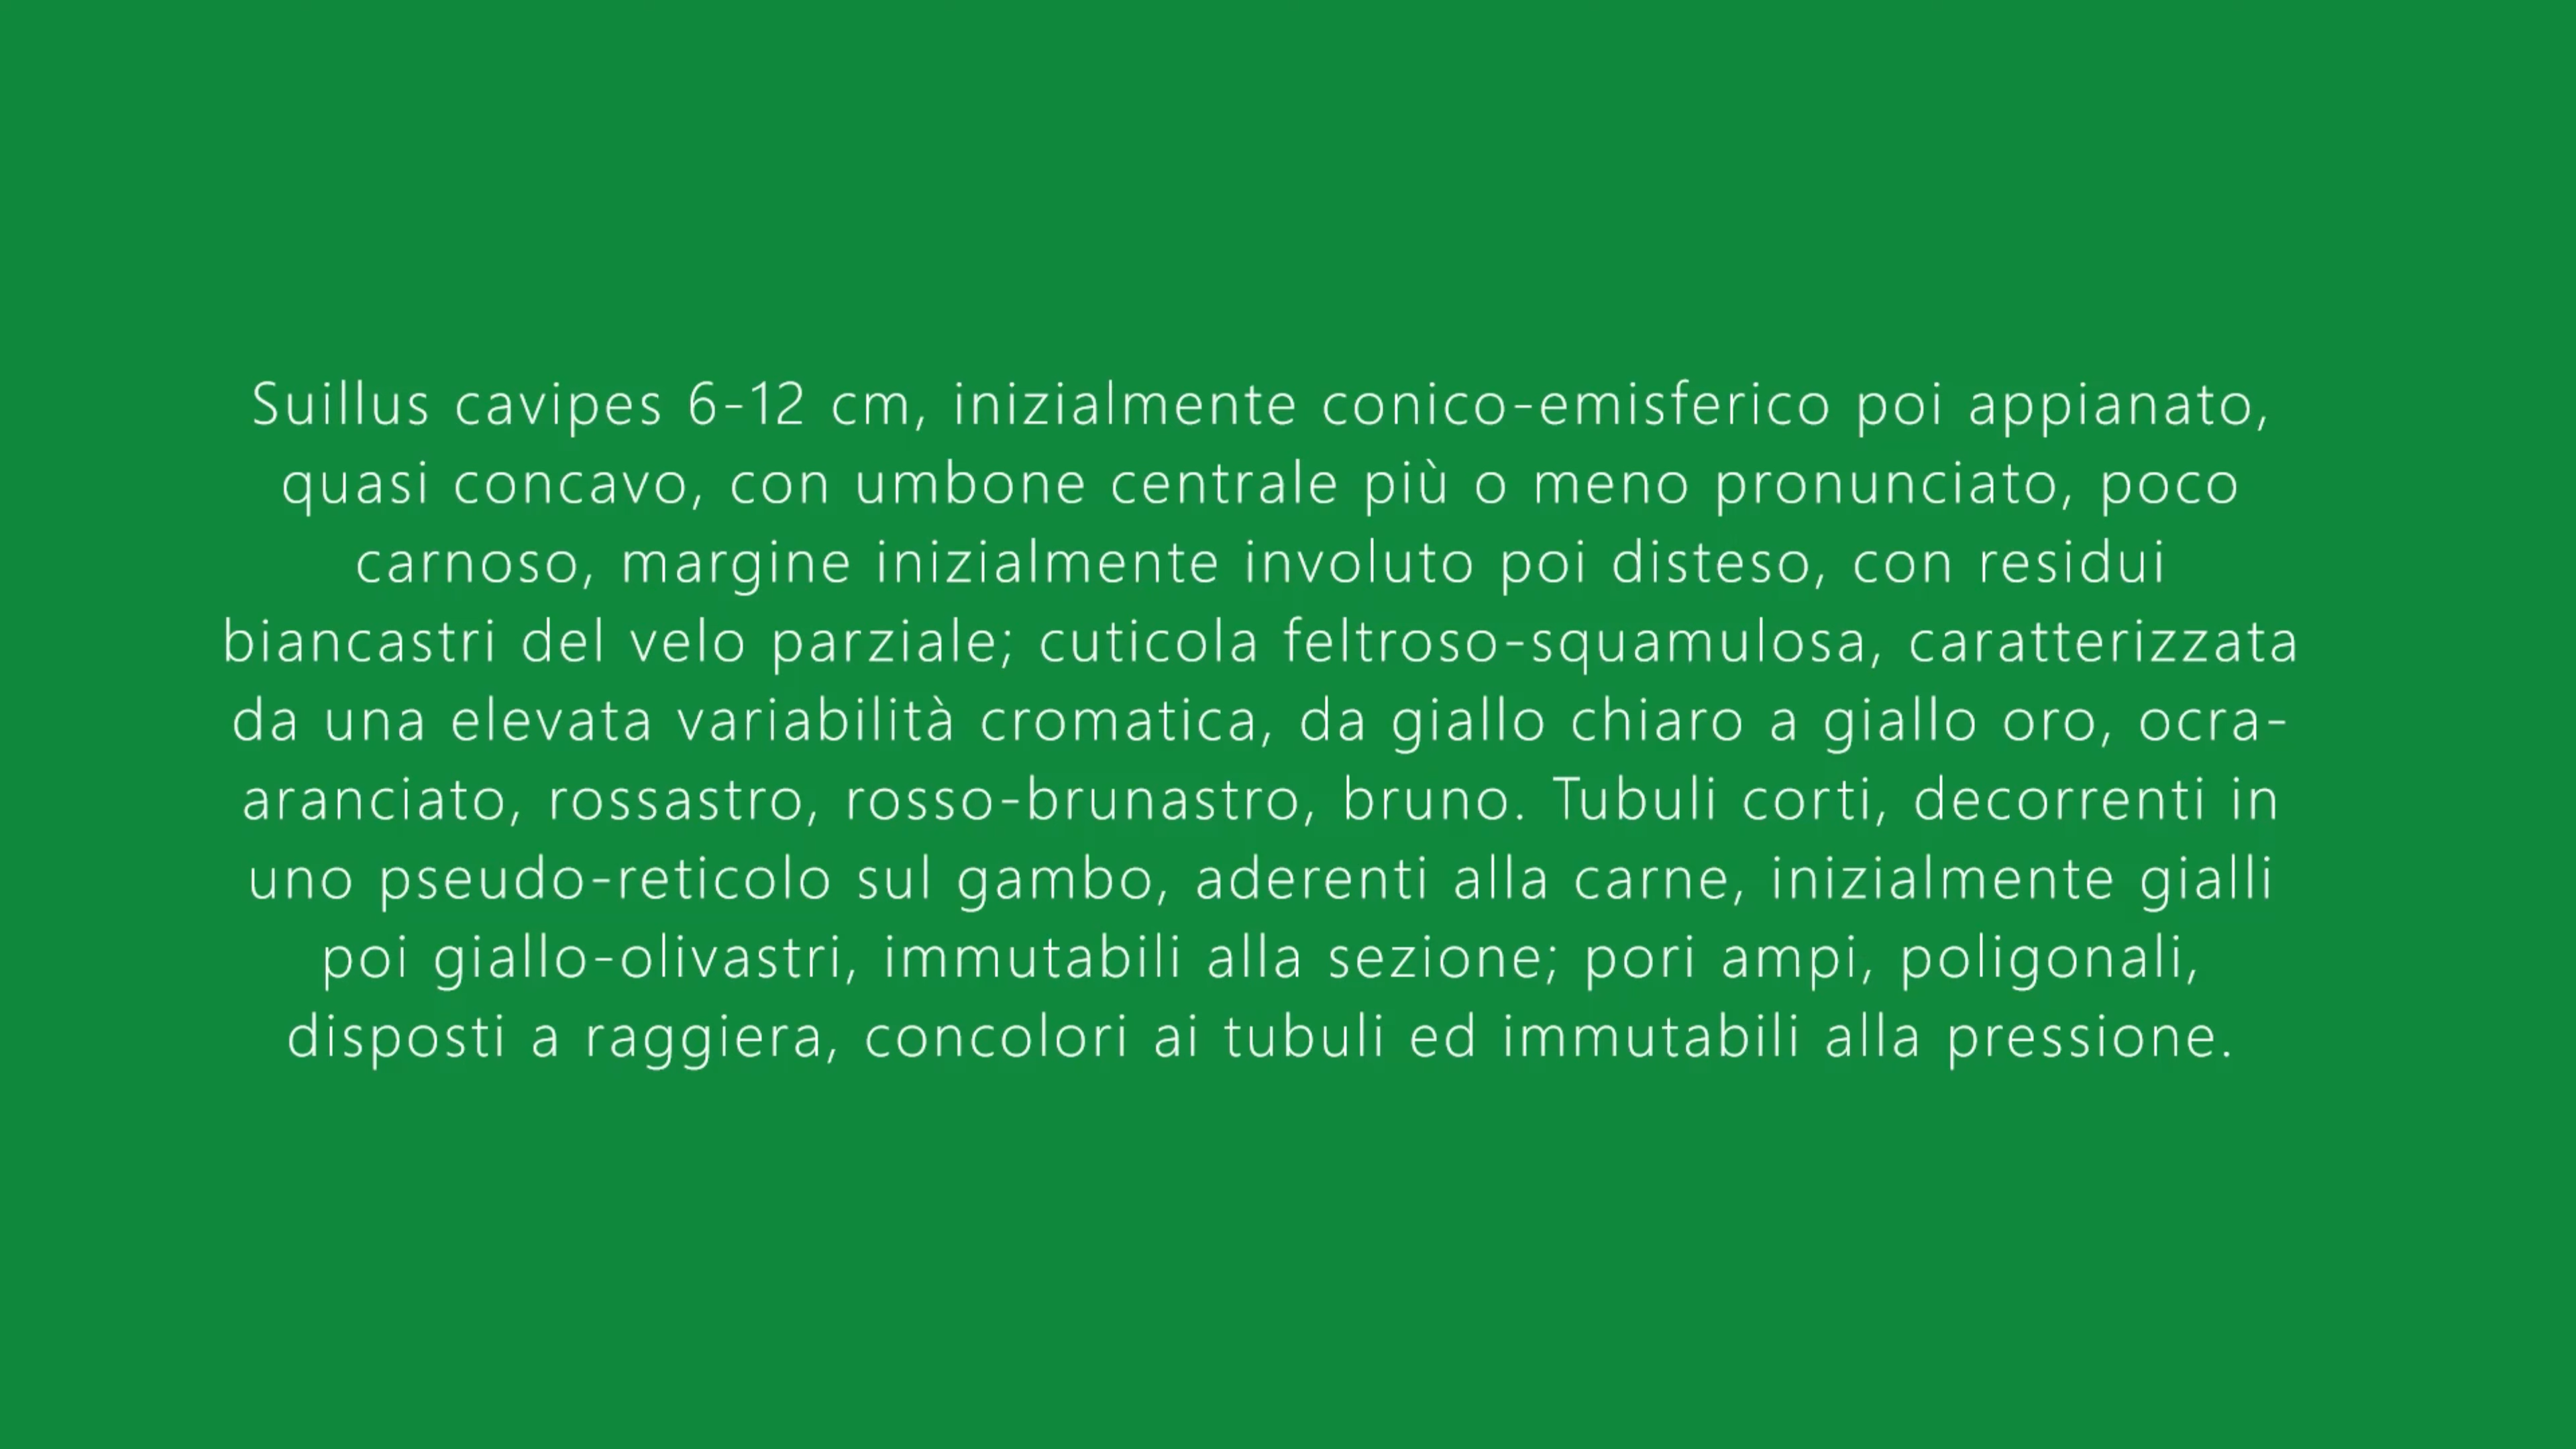 Suillus cavipes 6-12 cm, inizialmente conico-emisferico poi appianato,
quasi concavo, con umbone centrale più o meno pronunciato, poco
carnoso, margine inizialmente involuto poi disteso, con residui
biancastri del velo parziale; cuticola feltroso-squamulosa, caratterizzata
da una elevata variabilità cromatica, da giallo chiaro a giallo oro, ocra-
aranciato, rossastro, rosso-brunastro, bruno. Tubuli corti, decorrenti in
uno pseudo-reticolo sul gambo, aderenti alla carne, inizialmente gialli
poi giallo-olivastri, immutabili alla sezione; pori ampi, poligonali,
disposti a raggiera, concolori ai tubuli ed immutabili alla pressione.